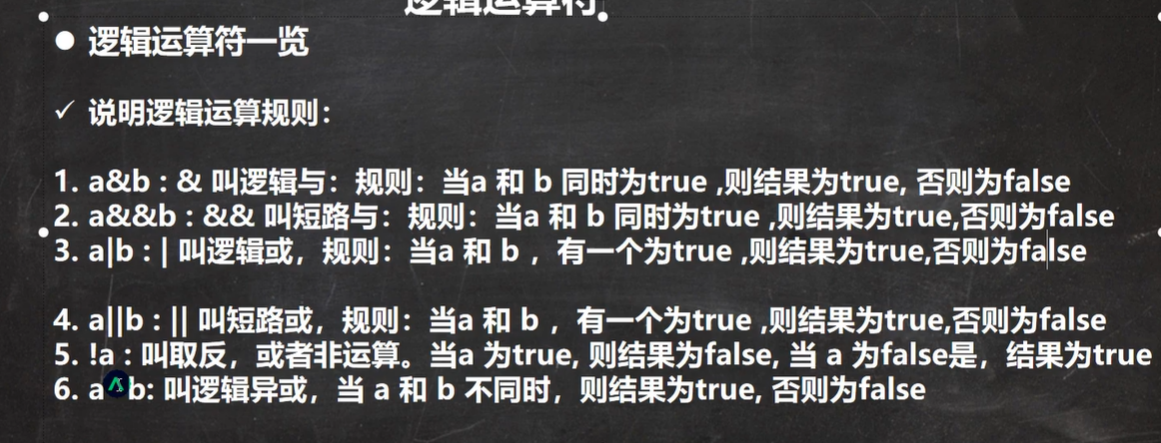 逻辑运算符
● 逻辑运算符一览
✓ 说明逻辑运算规则：
1. a&b : & 叫逻辑与：规则：当a 和 b 同时为true ,则结果为true, 否则为false
2. a&&b : && 叫短路与：规则：当a 和 b 同时为true ,则结果为true,否则为false
3. a|b : | 叫逻辑或，规则：当a 和 b ，有一个为true ,则结果为true,否则为false
4. a||b : || 叫短路或，规则：当a 和 b ，有一个为true ,则结果为true,否则为false
5. !a : 叫取反，或者非运算。当a 为true, 则结果为false, 当 a 为false是，结果为true
6. a b: 叫逻辑异或，当 a 和 b 不同时，则结果为true, 否则为false